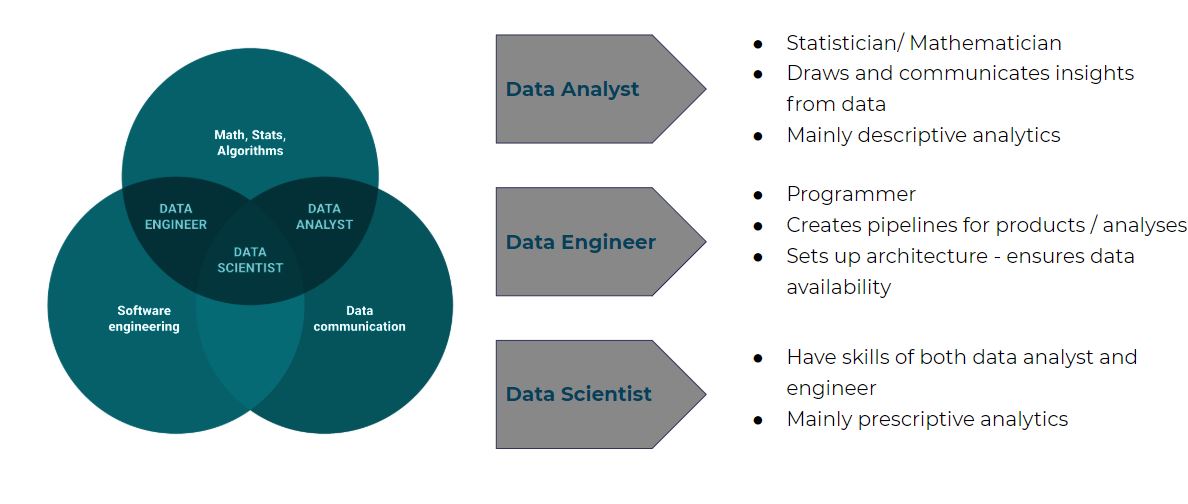 Math, Stats,
Algorithms
DATA
ENGINEER
DATA
ANALYST
DATA
SCIENTIST
Software
engineering
Data
communication
Data Analyst
● Statistician/ Mathematician
● Draws and communicates insights
from data
● Mainly descriptive analytics
Data Engineer
● Programmer
● Creates pipelines for products / analyses
● Sets up architecture - ensures data
availability
Data Scientist
● Have skills of both data analyst and
engineer
● Mainly prescriptive analytics